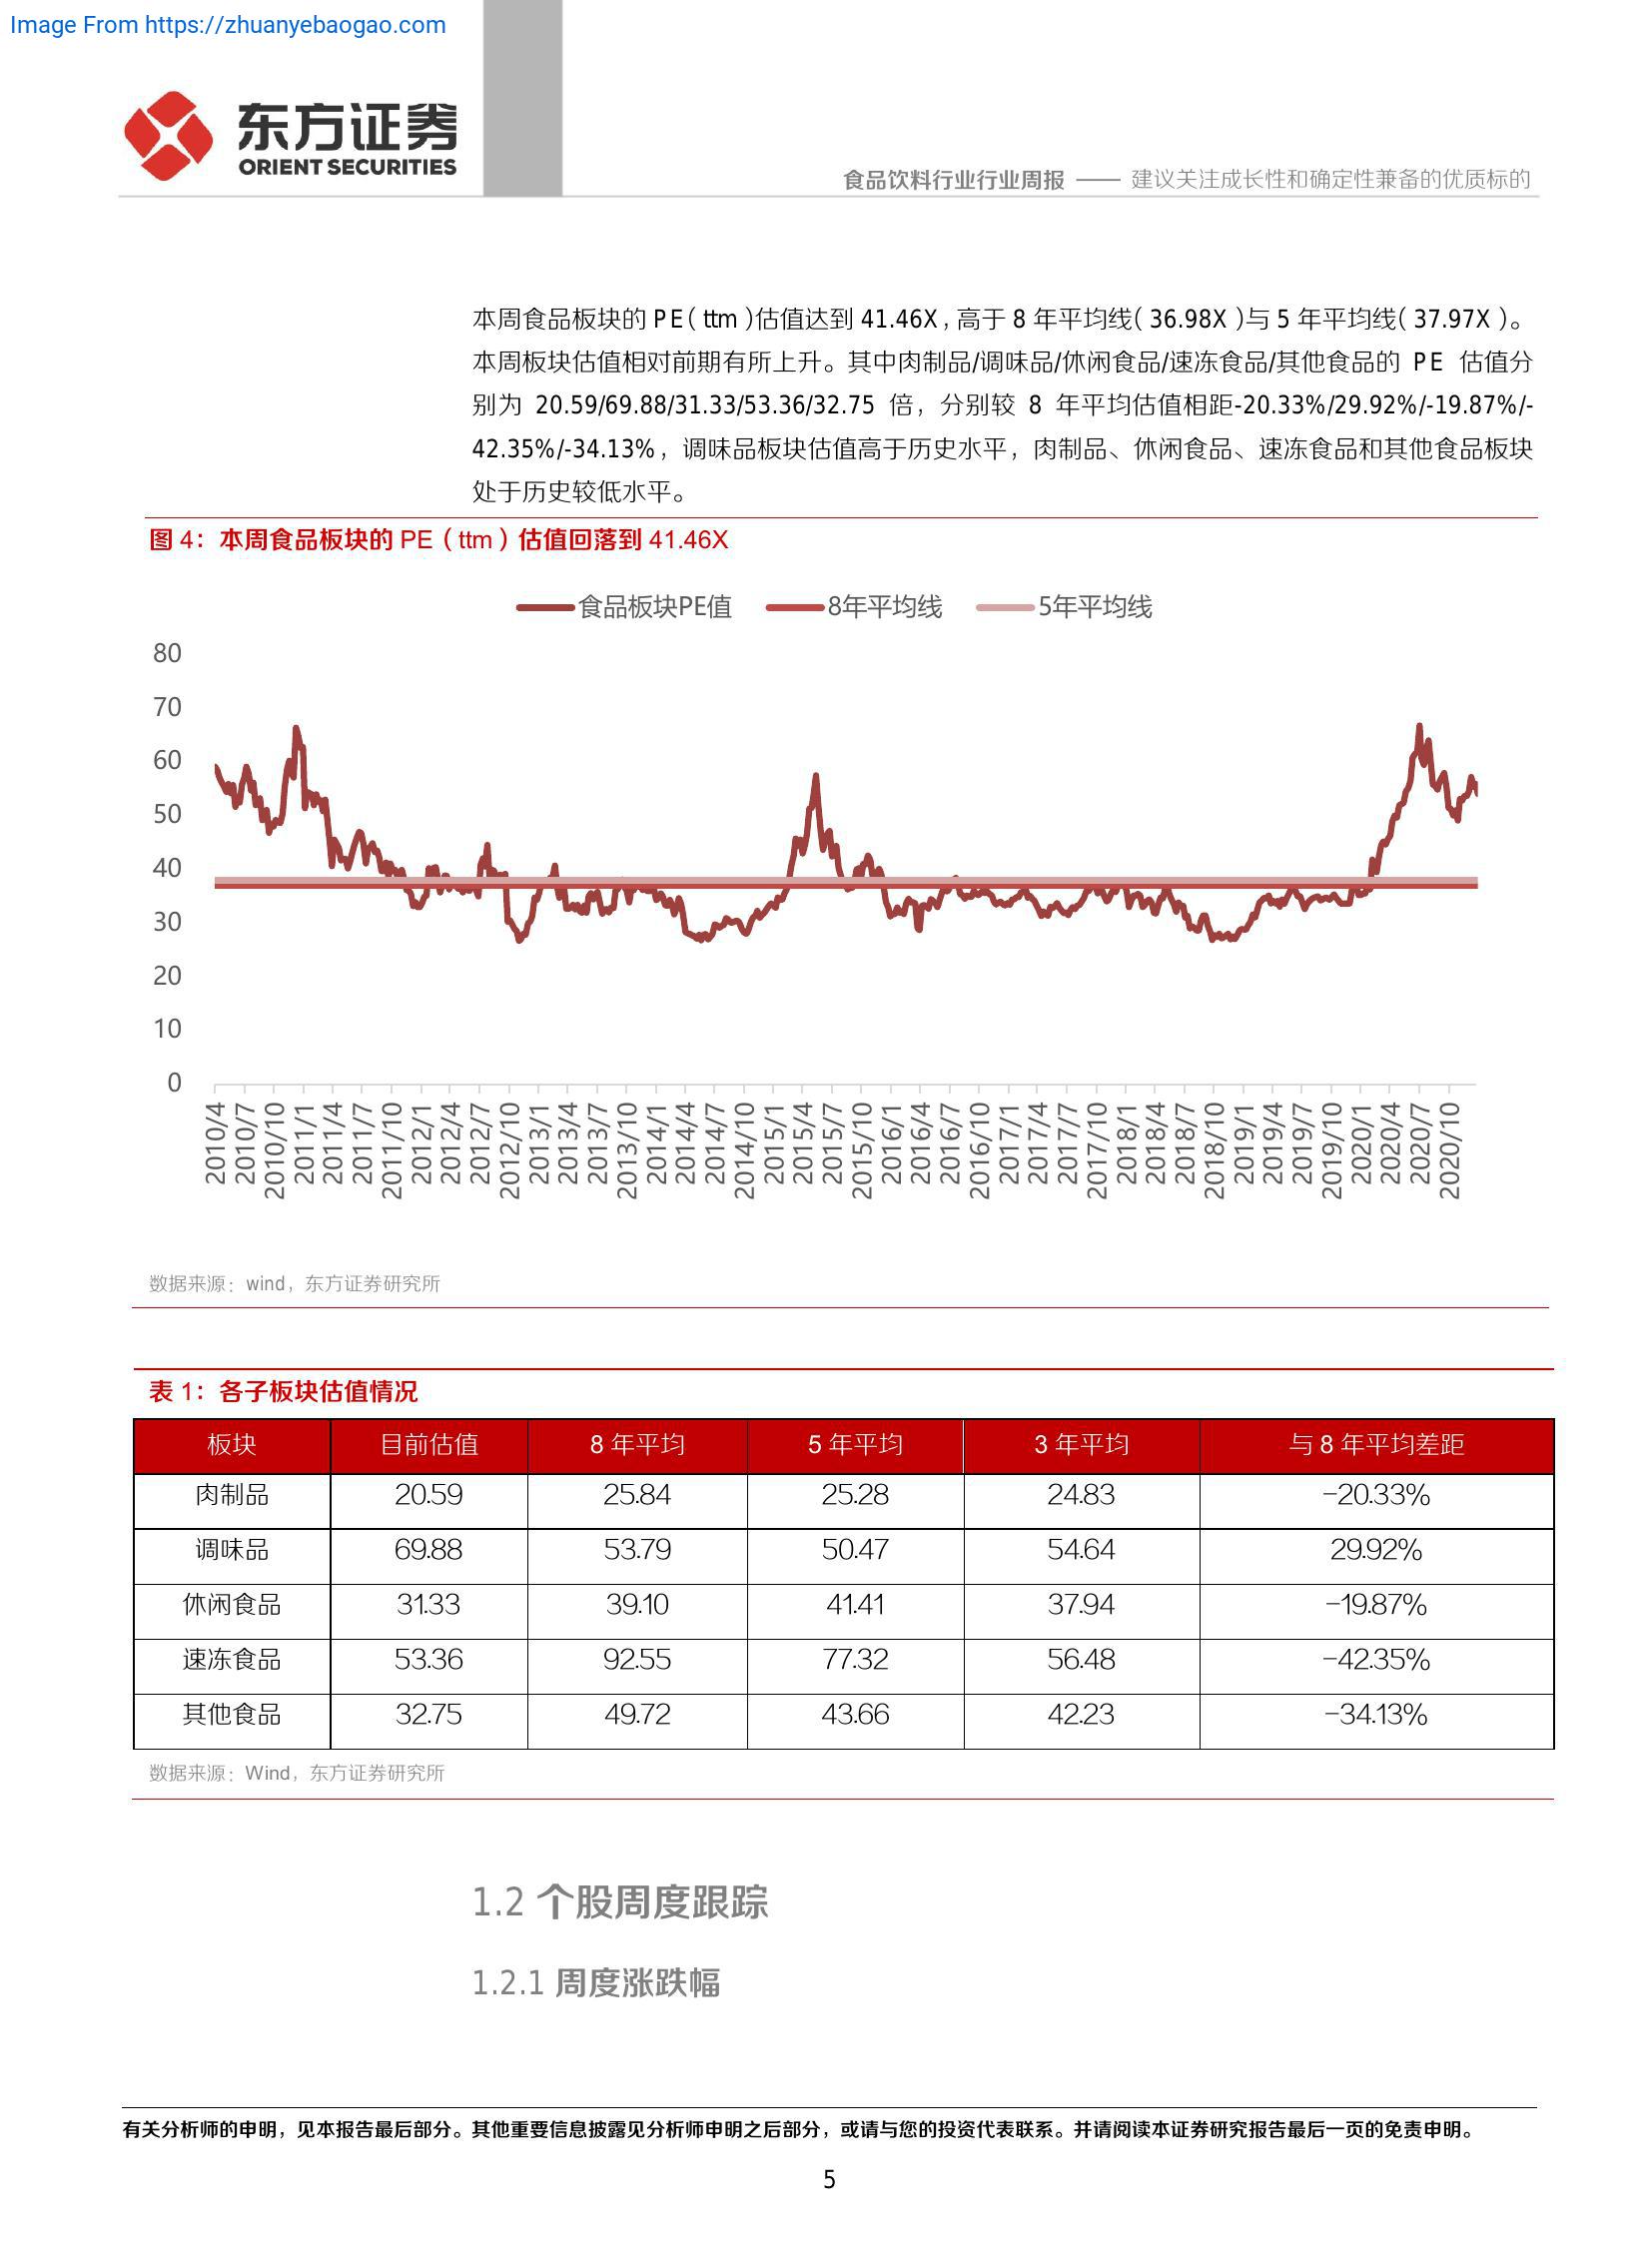 Image From https://zhuanyebaogao.com
东方证券
ORIENT SECURITIES
食品饮料行业行业周报 —— 建议关注成长性和确定性兼备的优质标的
本周食品板块的 PE（ttm）估值达到 41.46X，高于 8 年平均线（36.98X）与 5 年平均线（37.97X）。
本周板块估值相对前期有所上升。其中肉制品/调味品/休闲食品/速冻食品/其他食品的 PE 估值分
别为 20.59/69.88/31.33/53.36/32.75 倍，分别较 8 年平均估值相距-20.33%/29.92%/-19.87%/-
42.35%/-34.13%，调味品板块估值高于历史水平，肉制品、休闲食品、速冻食品和其他食品板块
处于历史较低水平。
图 4：本周食品板块的 PE（ttm）估值回落到 41.46X
食品板块PE值 8年平均线 5年平均线
80
70
60
50
40
30
20
10
0
2010/4 2010/7 2010/10 2011/1 2011/4 2011/7 2011/10 2012/1 2012/4 2012/7 2012/10 2013/1 2013/4 2013/7 2013/10 2014/1 2014/4 2014/7 2014/10 2015/1 2015/4 2015/7 2015/10 2016/1 2016/4 2016/7 2016/10 2017/1 2017/4 2017/7 2017/10 2018/1 2018/4 2018/7 2018/10 2019/1 2019/4 2019/7 2019/10 2020/1 2020/4 2020/7 2020/10
数据来源：wind，东方证券研究所
表 1：各子板块估值情况
板块 目前估值 8 年平均 5 年平均 3 年平均 与 8 年平均差距
肉制品 20.59 25.84 25.28 24.83 -20.33%
调味品 69.88 53.79 50.47 54.64 29.92%
休闲食品 31.33 39.10 41.41 37.94 -19.87%
速冻食品 53.36 92.55 77.32 56.48 -42.35%
其他食品 32.75 49.72 43.66 42.23 -34.13%
数据来源：Wind，东方证券研究所
1.2 个股周度跟踪
1.2.1 周度涨跌幅
有关分析师的申明，见本报告最后部分。其他重要信息披露见分析师申明之后部分，或请与您的投资代表联系。并请阅读本证券研究报告最后一页的免责申明。
5